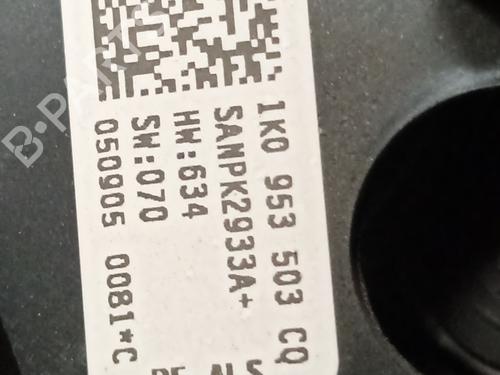 1K0 953 503 CQ
SANPK2933A+
HW:634
SW:070
050905 0081*C
B-PARTS